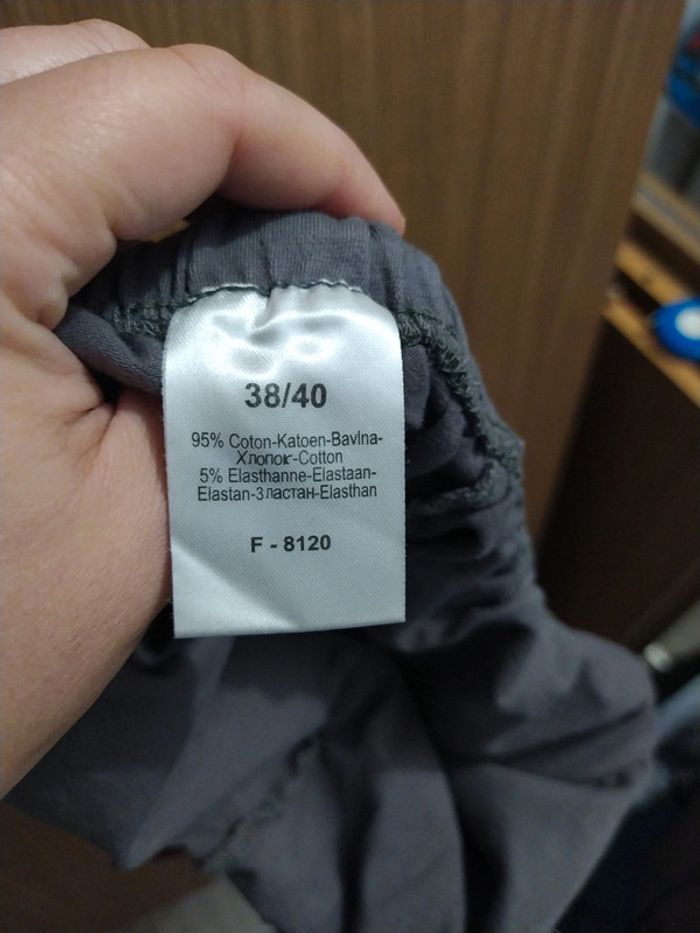 38/40
95% Coton-Katoen-Bavlna-
Хлопок-Cotton
5% Elasthanne-Elastaan-
Elastan-Эластан-Elasthan
F - 8120